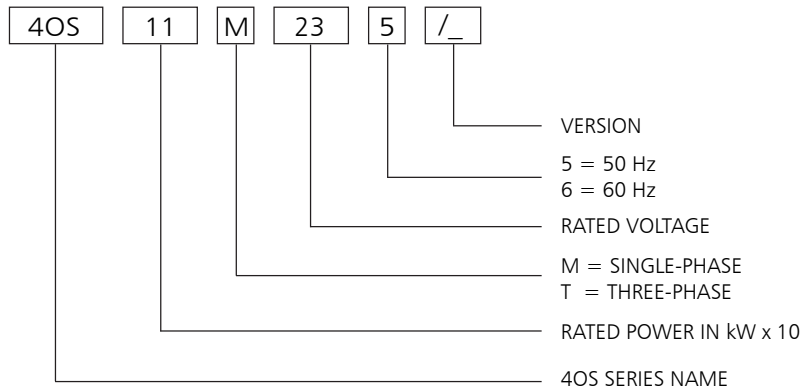 4OS 11 M 23 5 /_
VERSION
5 = 50 Hz
6 = 60 Hz
RATED VOLTAGE
M = SINGLE-PHASE
T = THREE-PHASE
RATED POWER IN kW x 10
4OS SERIES NAME